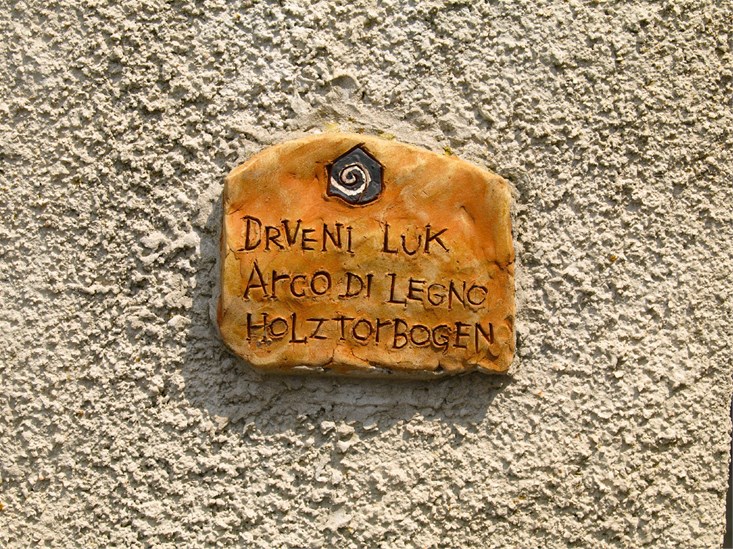 DRVENI LUK
ARCO DI LEGNO
HOLZTORBOGEN